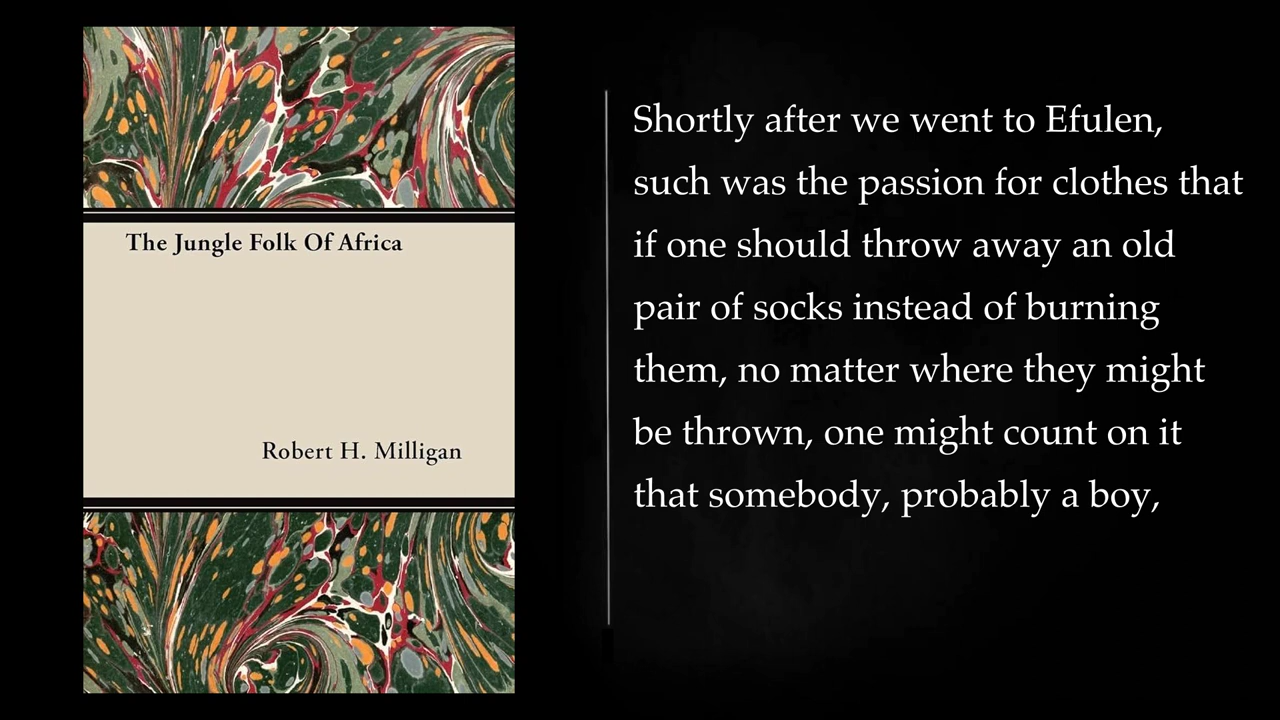 The Jungle Folk Of Africa
Robert H. Milligan
Shortly after we went to Efulen,
such was the passion for clothes that
if one should throw away an old
pair of socks instead of burning
them, no matter where they might
be thrown, one might count on it
that somebody, probably a boy,